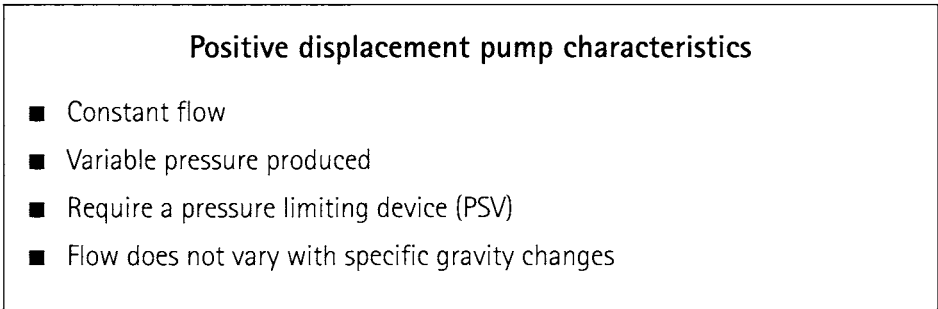 Positive displacement pump characteristics
■ Constant flow
■ Variable pressure produced
■ Require a pressure limiting device (PSV)
■ Flow does not vary with specific gravity changes